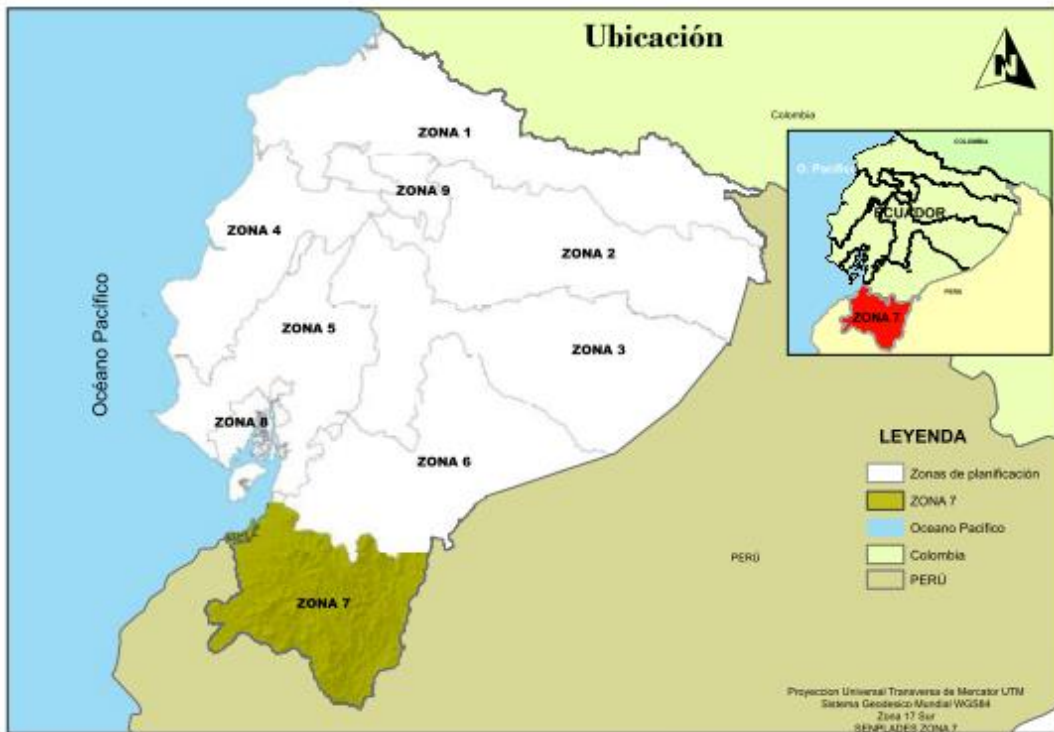 Ubicación
N
Colombia
COLOMBIA
O. Pacífico
ECUADOR
PERÚ
ZONA 7
ZONA 1
ZONA 9
ZONA 4
ZONA 2
ZONA 5
ZONA 3
ZONA 8
ZONA 6
ZONA 7
Océano Pacífico
PERÚ
LEYENDA
Zonas de planificación
ZONA 7
Oceano Pacífico
Colombia
PERÚ
Proyeccion Universal Transversa de Mercator UTM
Sistema Geodesico Mundial WGS84
Zona 17 Sur
SENPLADES ZONA 7